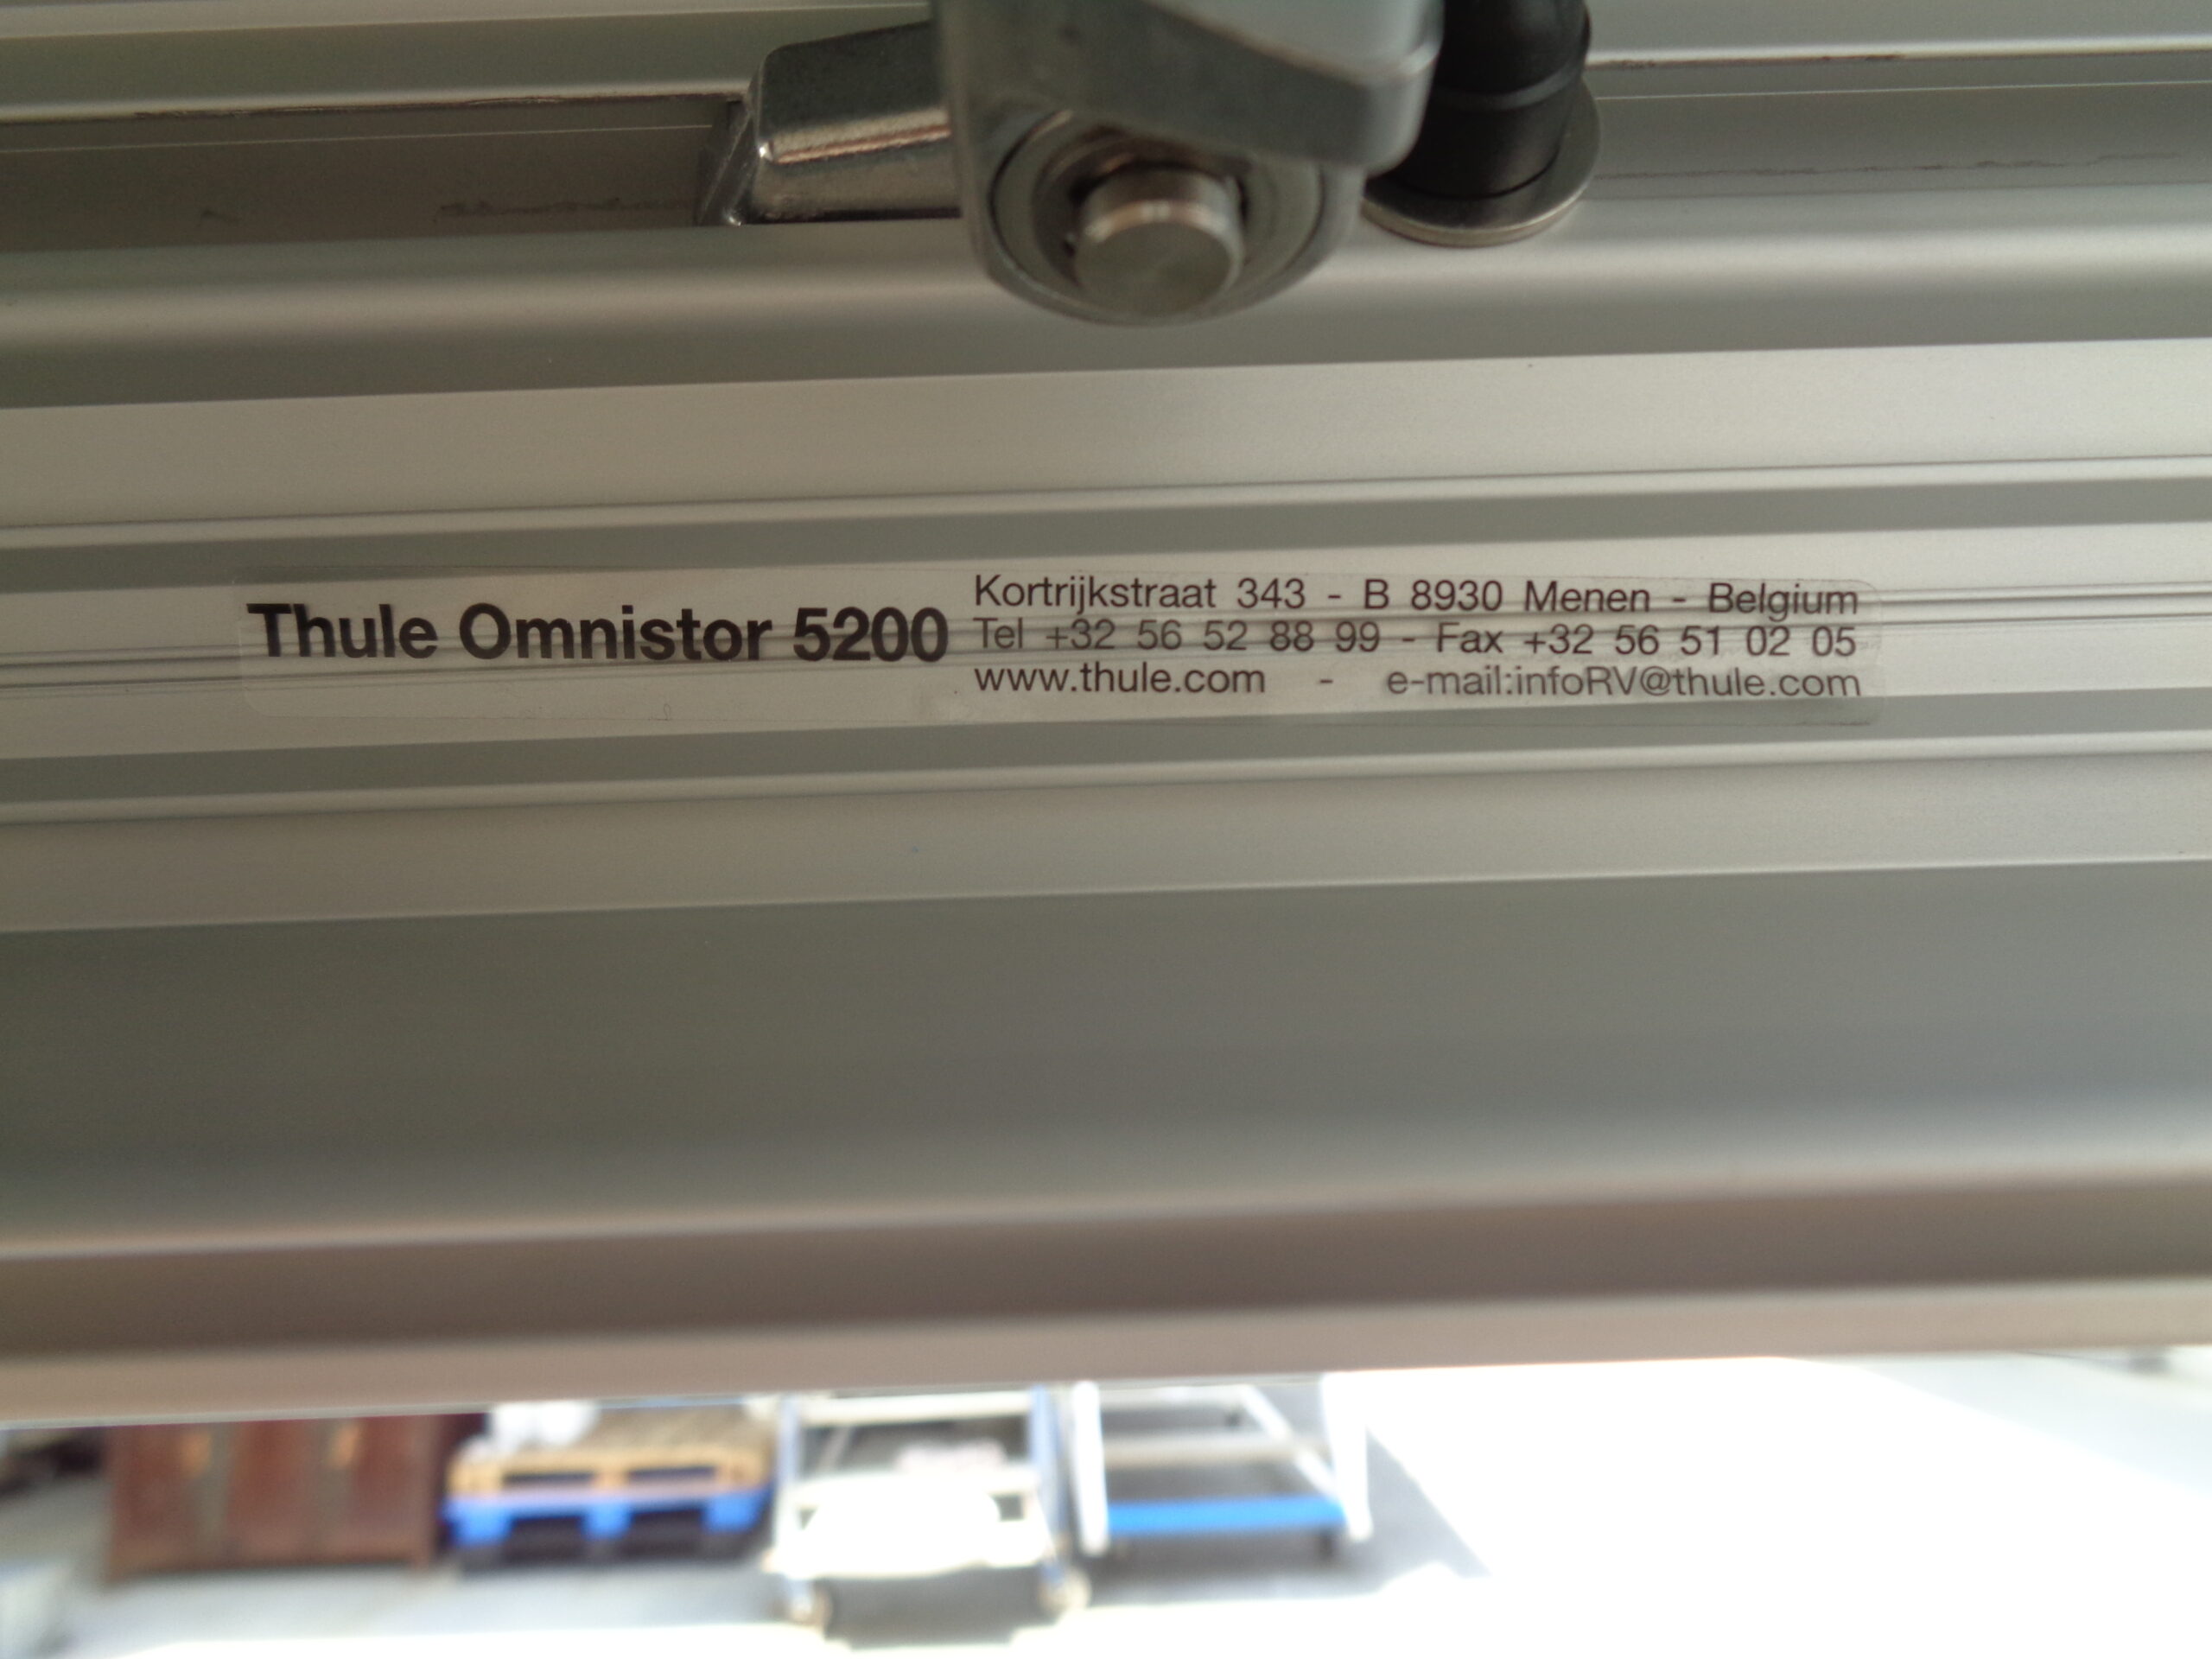 Thule Omnistor 5200
Kortrijkstraat 343 - B 8930 Menen - Belgium
Tel +32 56 52 88 99 - Fax +32 56 51 02 05
www.thule.com - e-mail:infoRV@thule.com